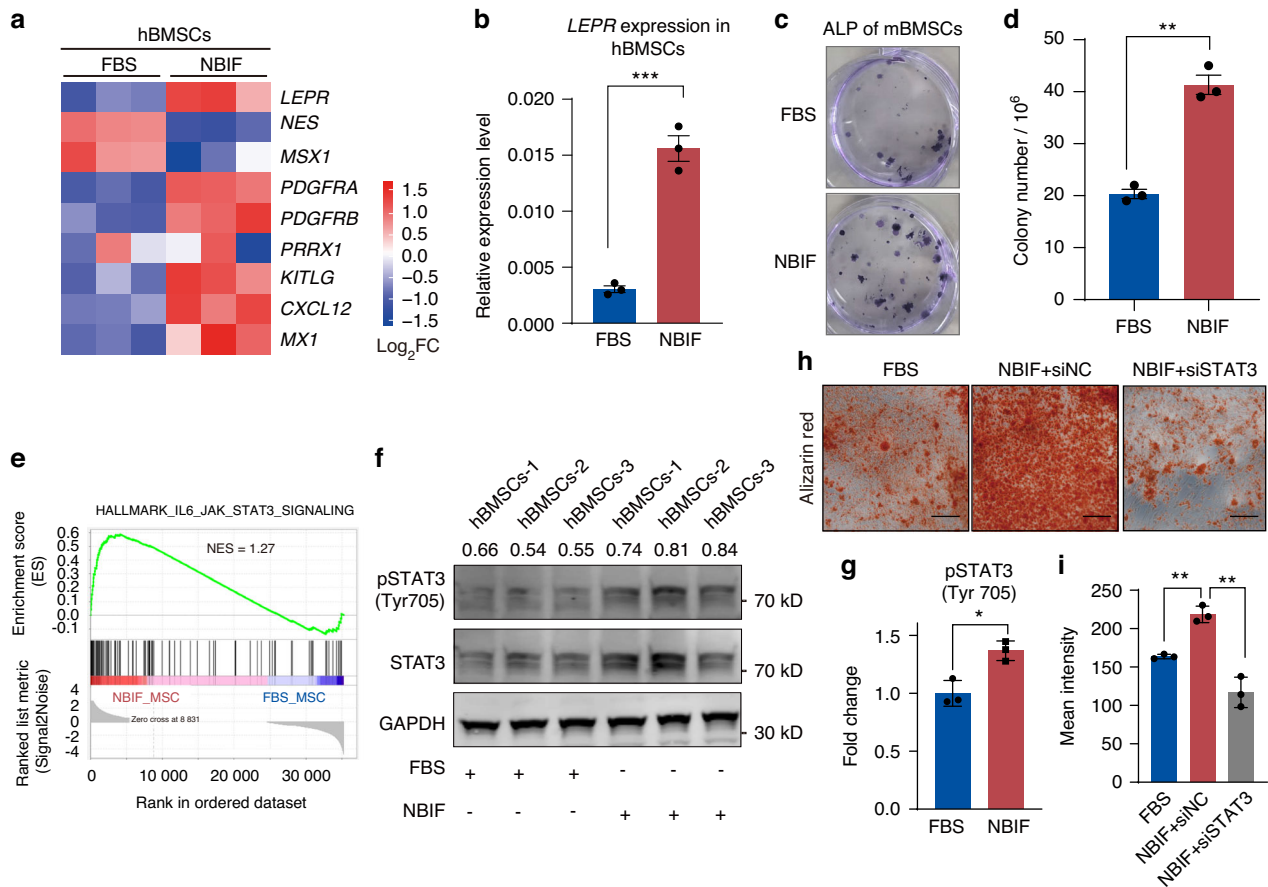 a
hBMSCs
FBS NBIF
LEPR
NES
MSX1
PDGFRA
PDGFRB
PRRX1
KITLG
CXCL12
MX1
1.5
1.0
0.5
0.0
−0.5
−1.0
−1.5
Log2FC
b
LEPR expression in
hBMSCs
***
Relative expression level
0.020
0.015
0.010
0.005
0.000
FBS NBIF
c
ALP of mBMSCs
FBS
NBIF
d
**
Colony number / 10⁶
50
40
30
20
10
0
FBS NBIF
e
HALLMARK_IL6_JAK_STAT3_SIGNALING
NES = 1.27
Enrichment score
(ES)
0.6
0.5
0.4
0.3
0.2
0.1
0.0
-0.1
NBIF_MSC FBS_MSC
Zero cross at 8 831
Ranked list metric
(Signal2Noise)
4
2
0
-2
-4
0 10 000 20 000 30 000
Rank in ordered dataset
f
hBMSCs-1 hBMSCs-2 hBMSCs-3 hBMSCs-1 hBMSCs-2 hBMSCs-3
0.66 0.54 0.55 0.74 0.81 0.84
pSTAT3
(Tyr705)
- 70 kD
STAT3
- 70 kD
GAPDH
- 30 kD
FBS + + + - - -
NBIF - - - + + +
g
pSTAT3
(Tyr 705)
*
Fold change
1.5
1.0
0.5
0.0
FBS NBIF
h
FBS NBIF+siNC NBIF+siSTAT3
Alizarin red
i
** **
Mean intensity
250
200
150
100
50
0
FBS
NBIF+siNC
NBIF+siSTAT3